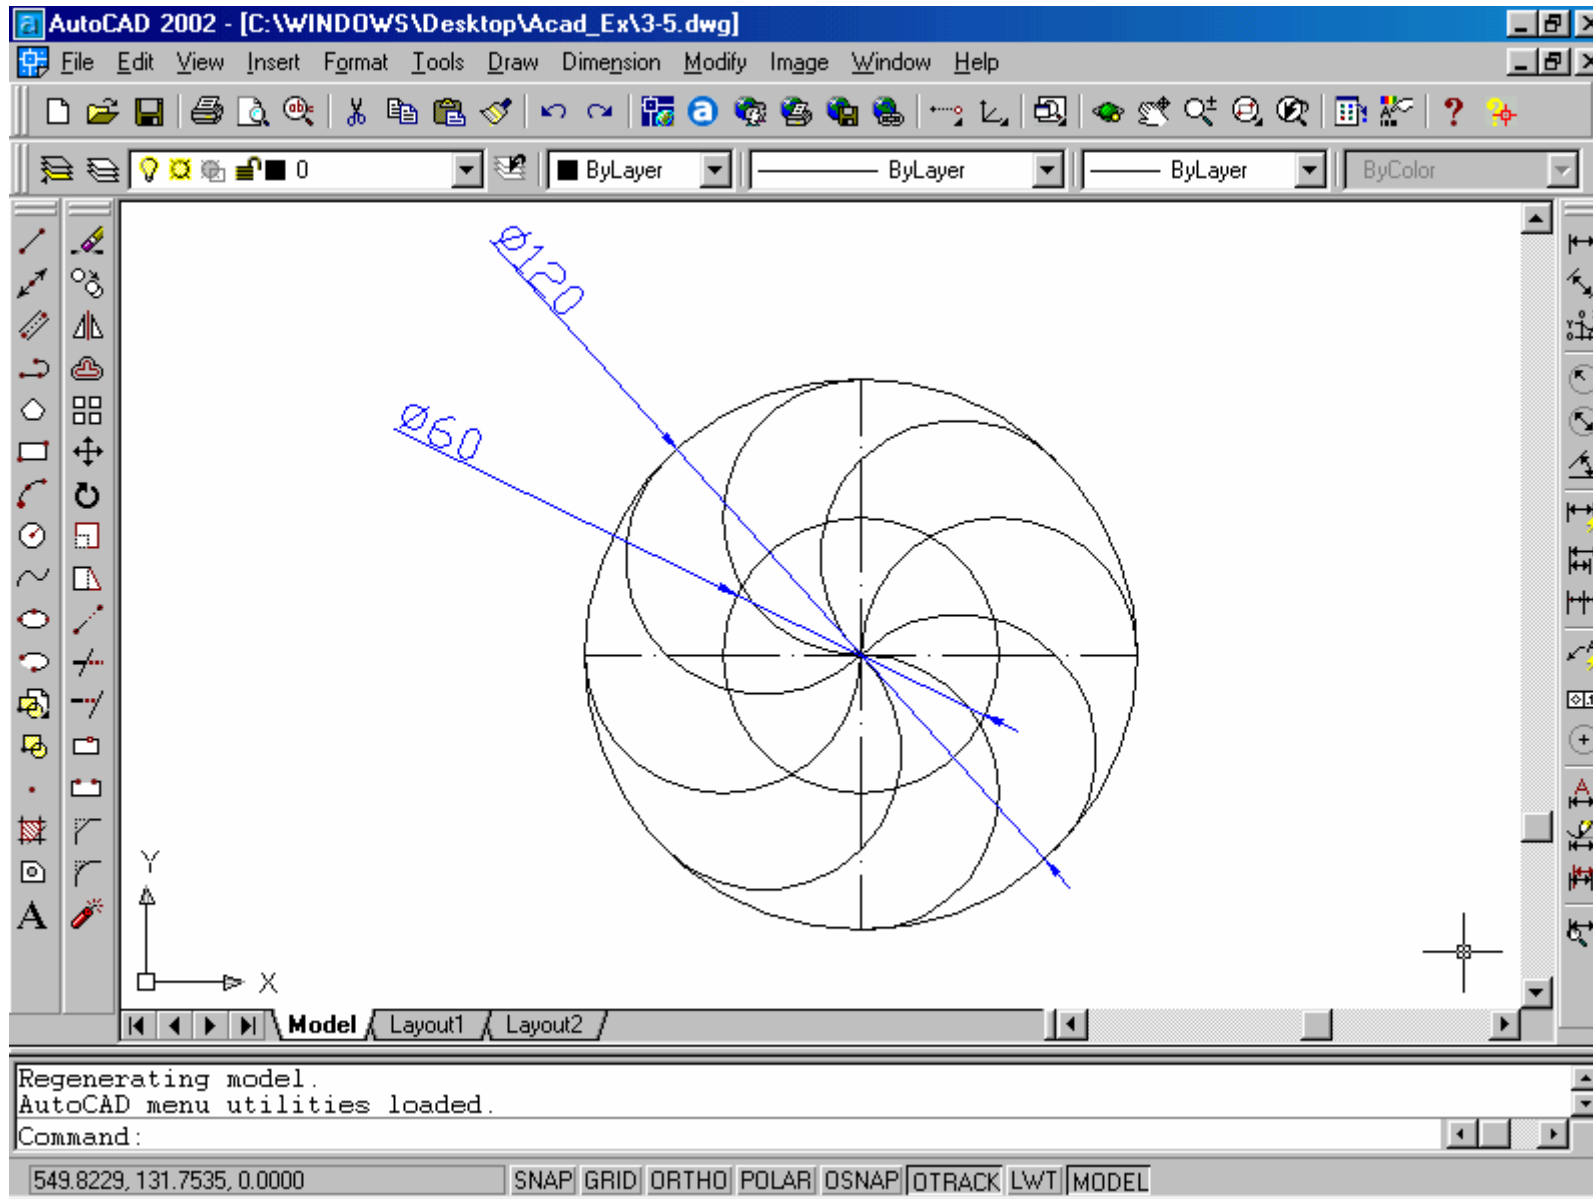 AutoCAD 2002 - [C:\WINDOWS\Desktop\Acad_Ex\3-5.dwg]
File Edit View Insert Format Tools Draw Dimension Modify Image Window Help
0 ByLayer ByLayer ByLayer ByColor
Ø120
Ø60
Y
X
Model Layout1 Layout2
Regenerating model.
AutoCAD menu utilities loaded.
Command:
549.8229, 131.7535, 0.0000 SNAP GRID ORTHO POLAR OSNAP OTRACK LWT MODEL